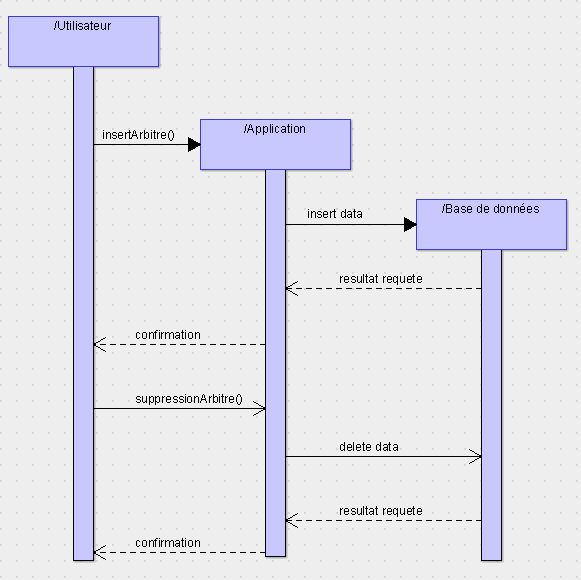 /Utilisateur
insertArbitre()
/Application
insert data
/Base de données
resultat requete
confirmation
suppressionArbitre()
delete data
resultat requete
confirmation